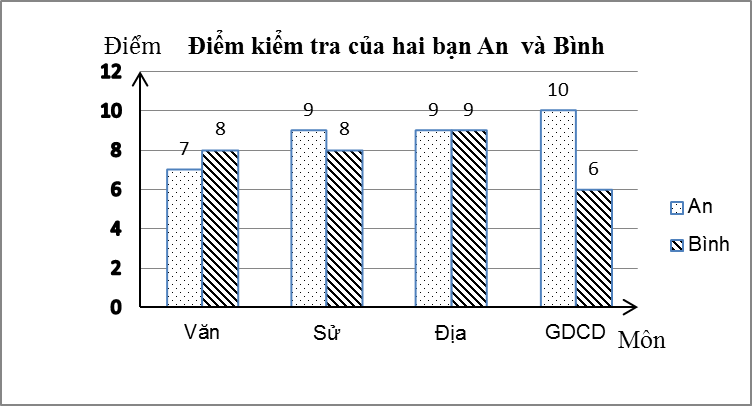 Điểm Điểm kiểm tra của hai bạn An và Bình
12
10
8
6
4
2
0
7 8 9 8 9 9 10 6
Văn Sử Địa GDCD Môn
An
Bình